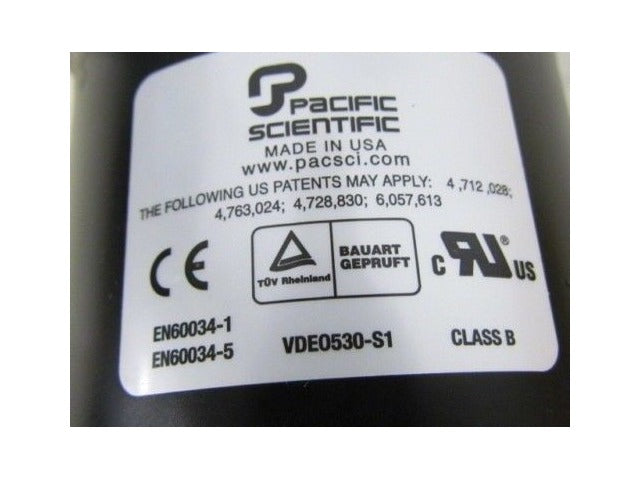 PACIFIC
SCIENTIFIC
MADE IN USA
www.pacsci.com
THE FOLLOWING US PATENTS MAY APPLY: 4,712,028;
4,763,024; 4,728,830; 6,057,613
CE
TÜV Rheinland
BAUART
GEPRUFT
C RU ® US
EN60034-1
EN60034-5
VDE0530-S1
CLASS B